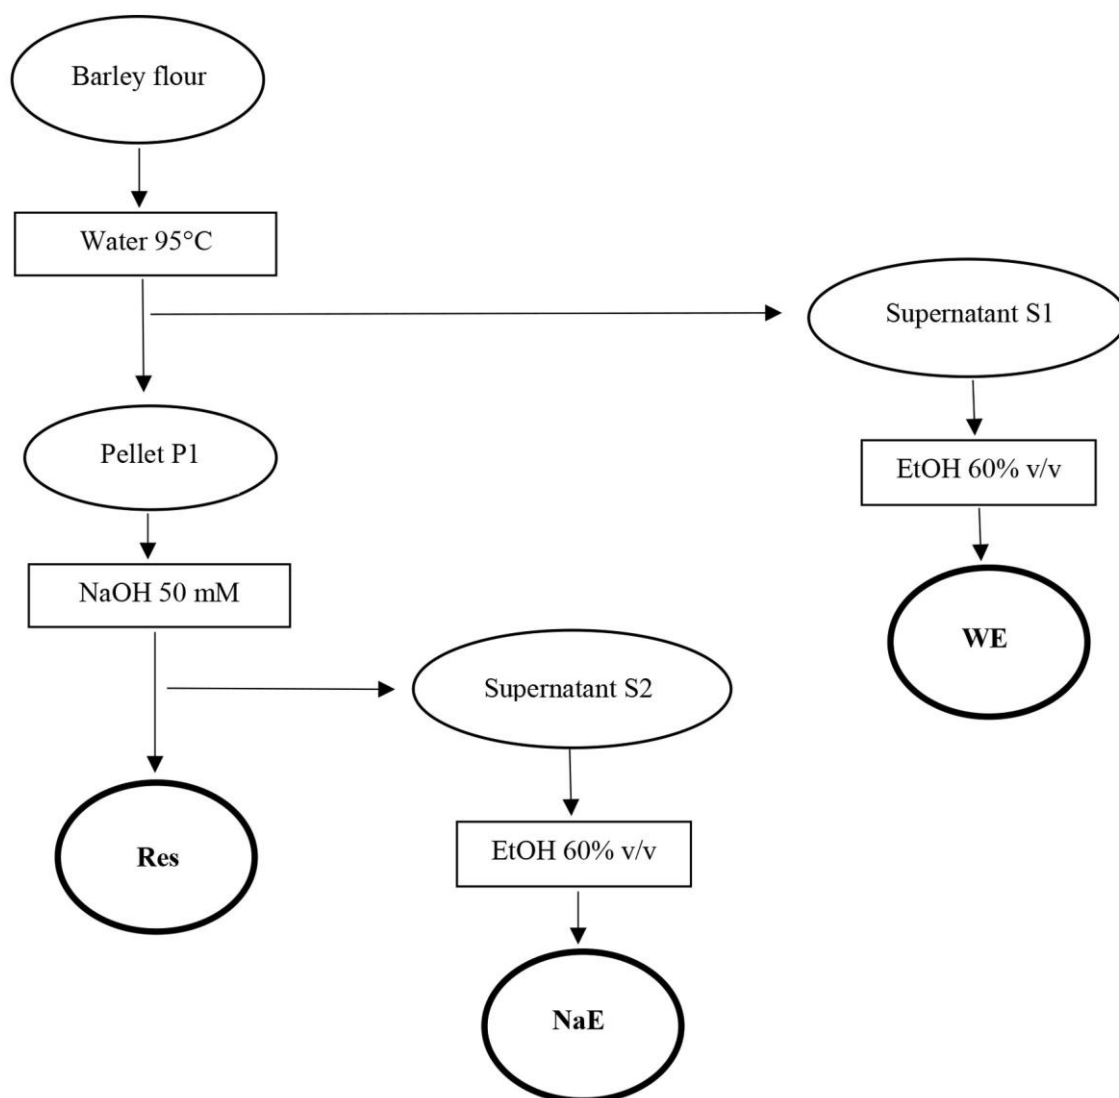 Barley flour
Water 95°C
Supernatant S1
Pellet P1
EtOH 60% v/v
NaOH 50 mM
WE
Supernatant S2
Res
EtOH 60% v/v
NaE